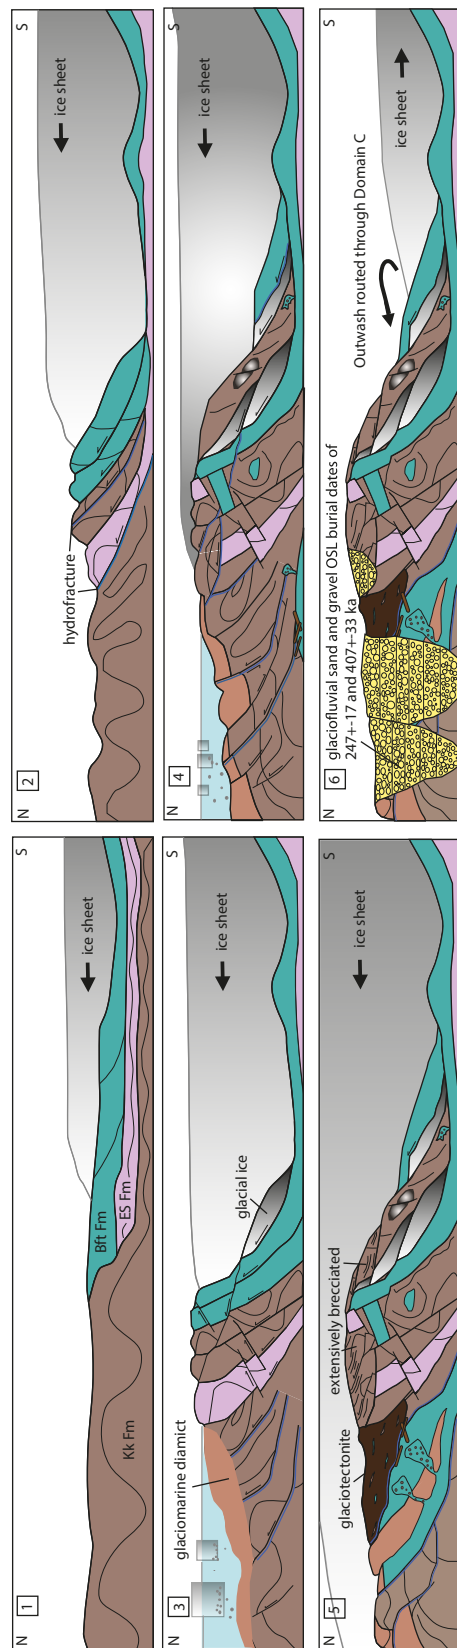 N
1
S
ice sheet
Bft Fm
ES Fm
Kk Fm
N
2
S
ice sheet
hydrofracture
N
3
S
ice sheet
glacial ice
glaciomarine diamict
N
4
S
ice sheet
N
5
S
ice sheet
extensively brecciated
glaciotectonite
N
6
S
ice sheet
Outwash routed through Domain C
glaciofluvial sand and gravel OSL burial dates of
247+-17 and 407+-33 ka